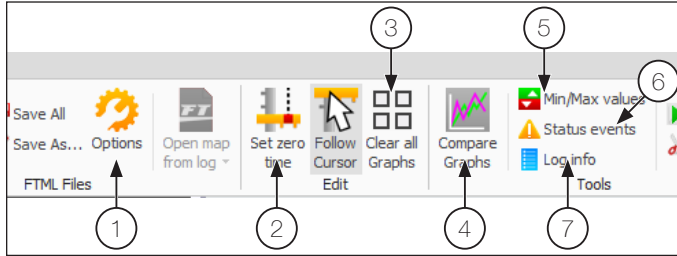 3
5
6
Save All
Save As...
Options
FT
Open map
from log
Set zero
time
Follow
Cursor
Clear all
Graphs
Compare
Graphs
Min/Max values
Status events
Log info
FTML Files
Edit
Tools
1
2
4
7